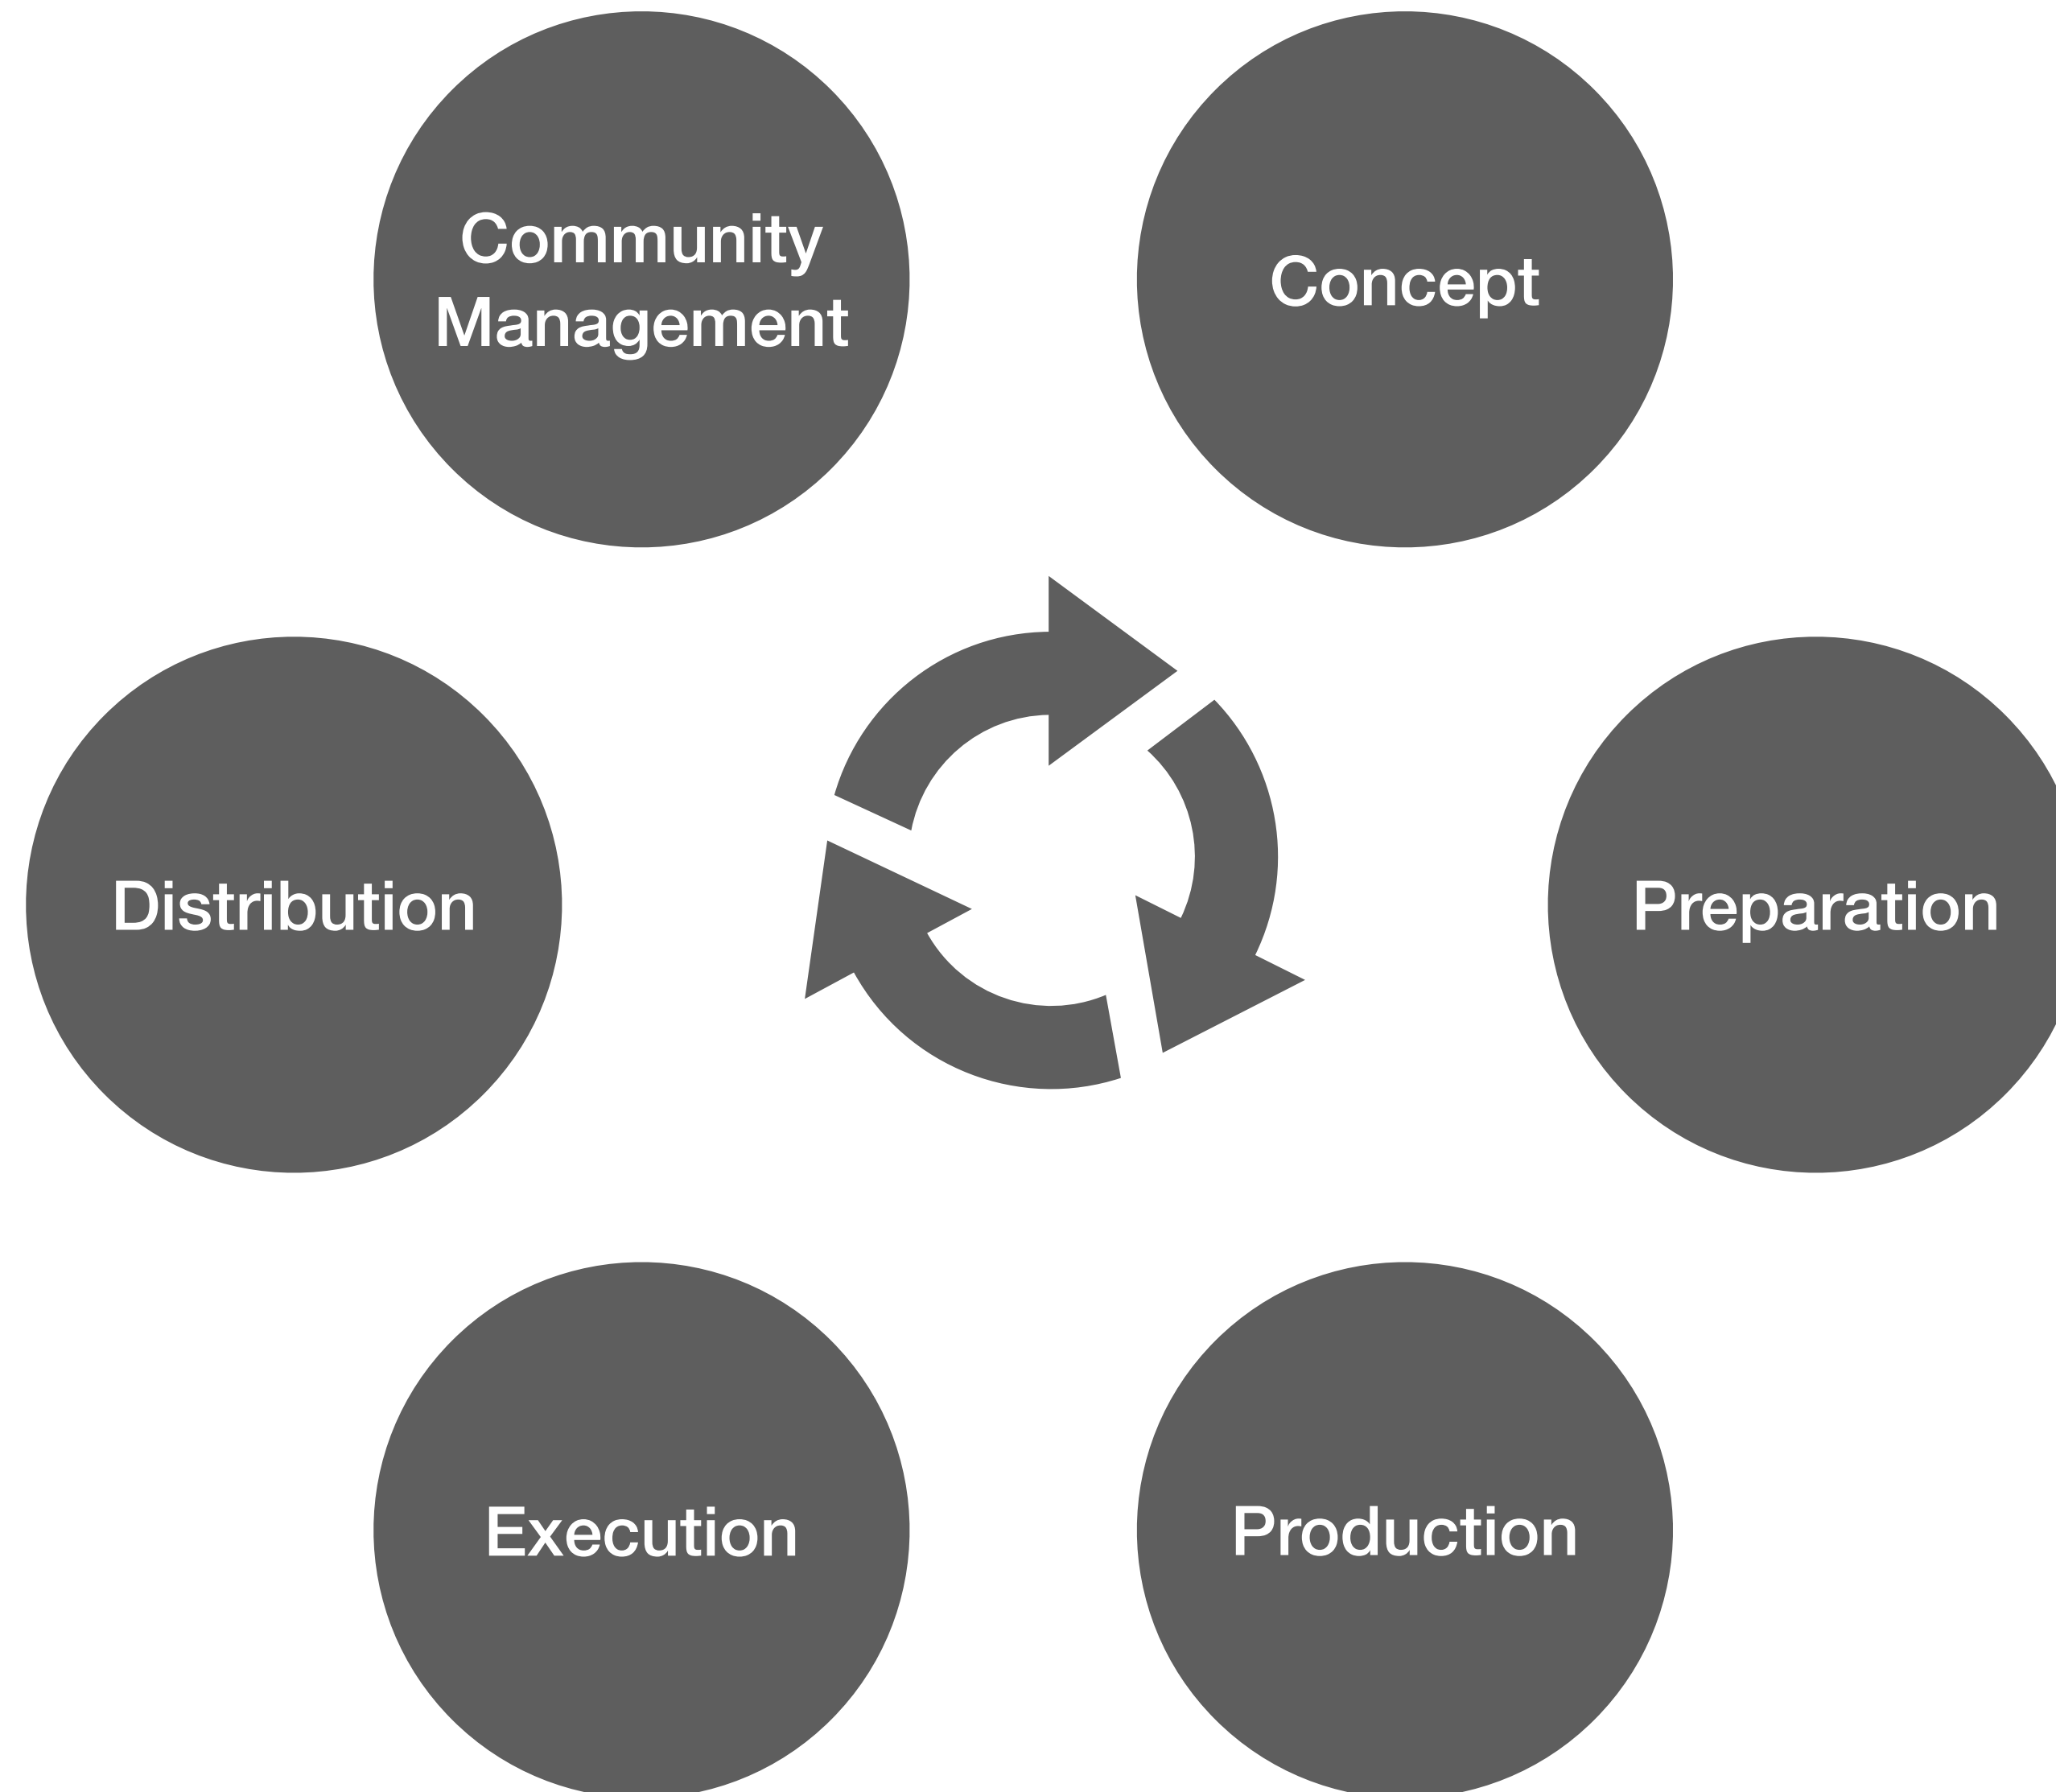 Community
Management
Concept
Distribution
Preparation
Execution
Production